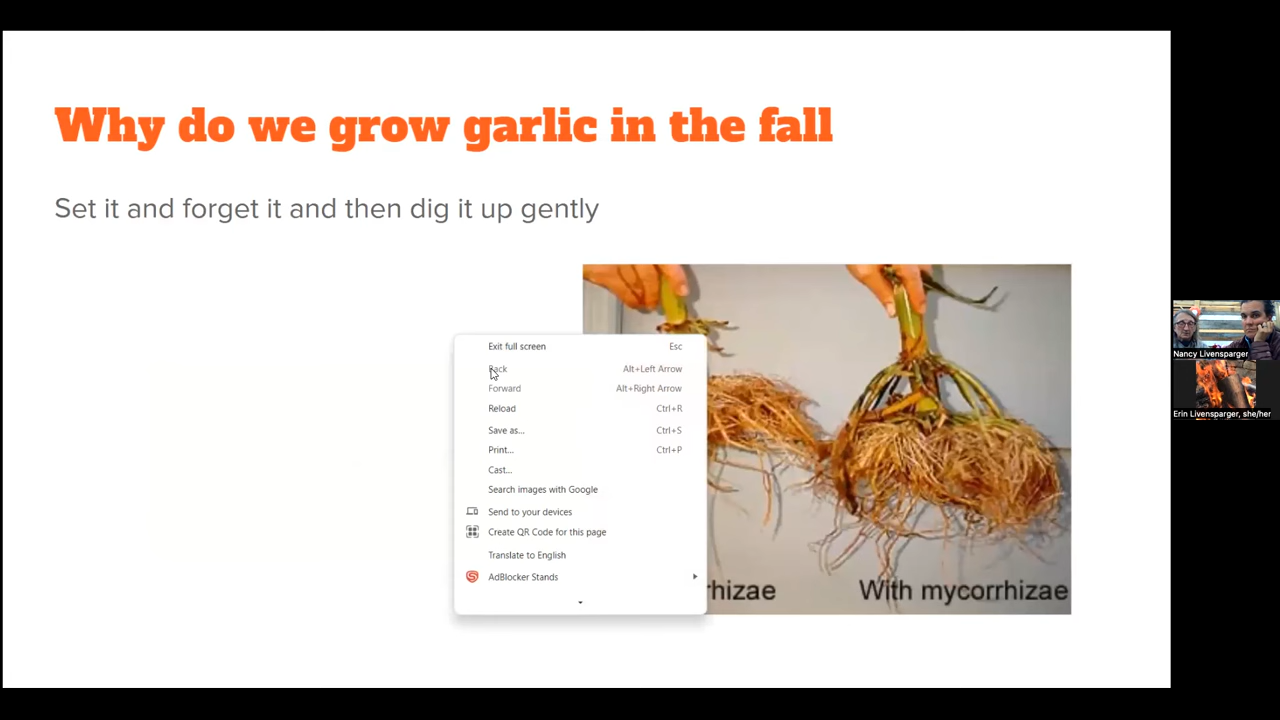 Why do we grow garlic in the fall
Set it and forget it and then dig it up gently
Exit full screen Esc
Back Alt+Left Arrow
Forward Alt+Right Arrow
Reload Ctrl+R
Save as... Ctrl+S
Print... Ctrl+P
Cast...
Search images with Google
Send to your devices
Create QR Code for this page
Translate to English
AdBlocker Stands
rhizae
With mycorrhizae
Nancy Livensparger
Erin Livensparger, she/her